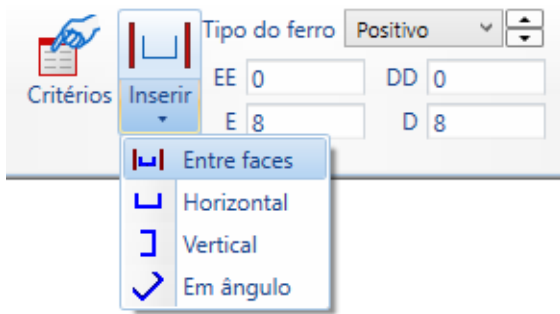 Tipo do ferro Positivo
Critérios Inserir EE 0 DD 0
E 8 D 8
Entre faces
Horizontal
Vertical
Em ângulo